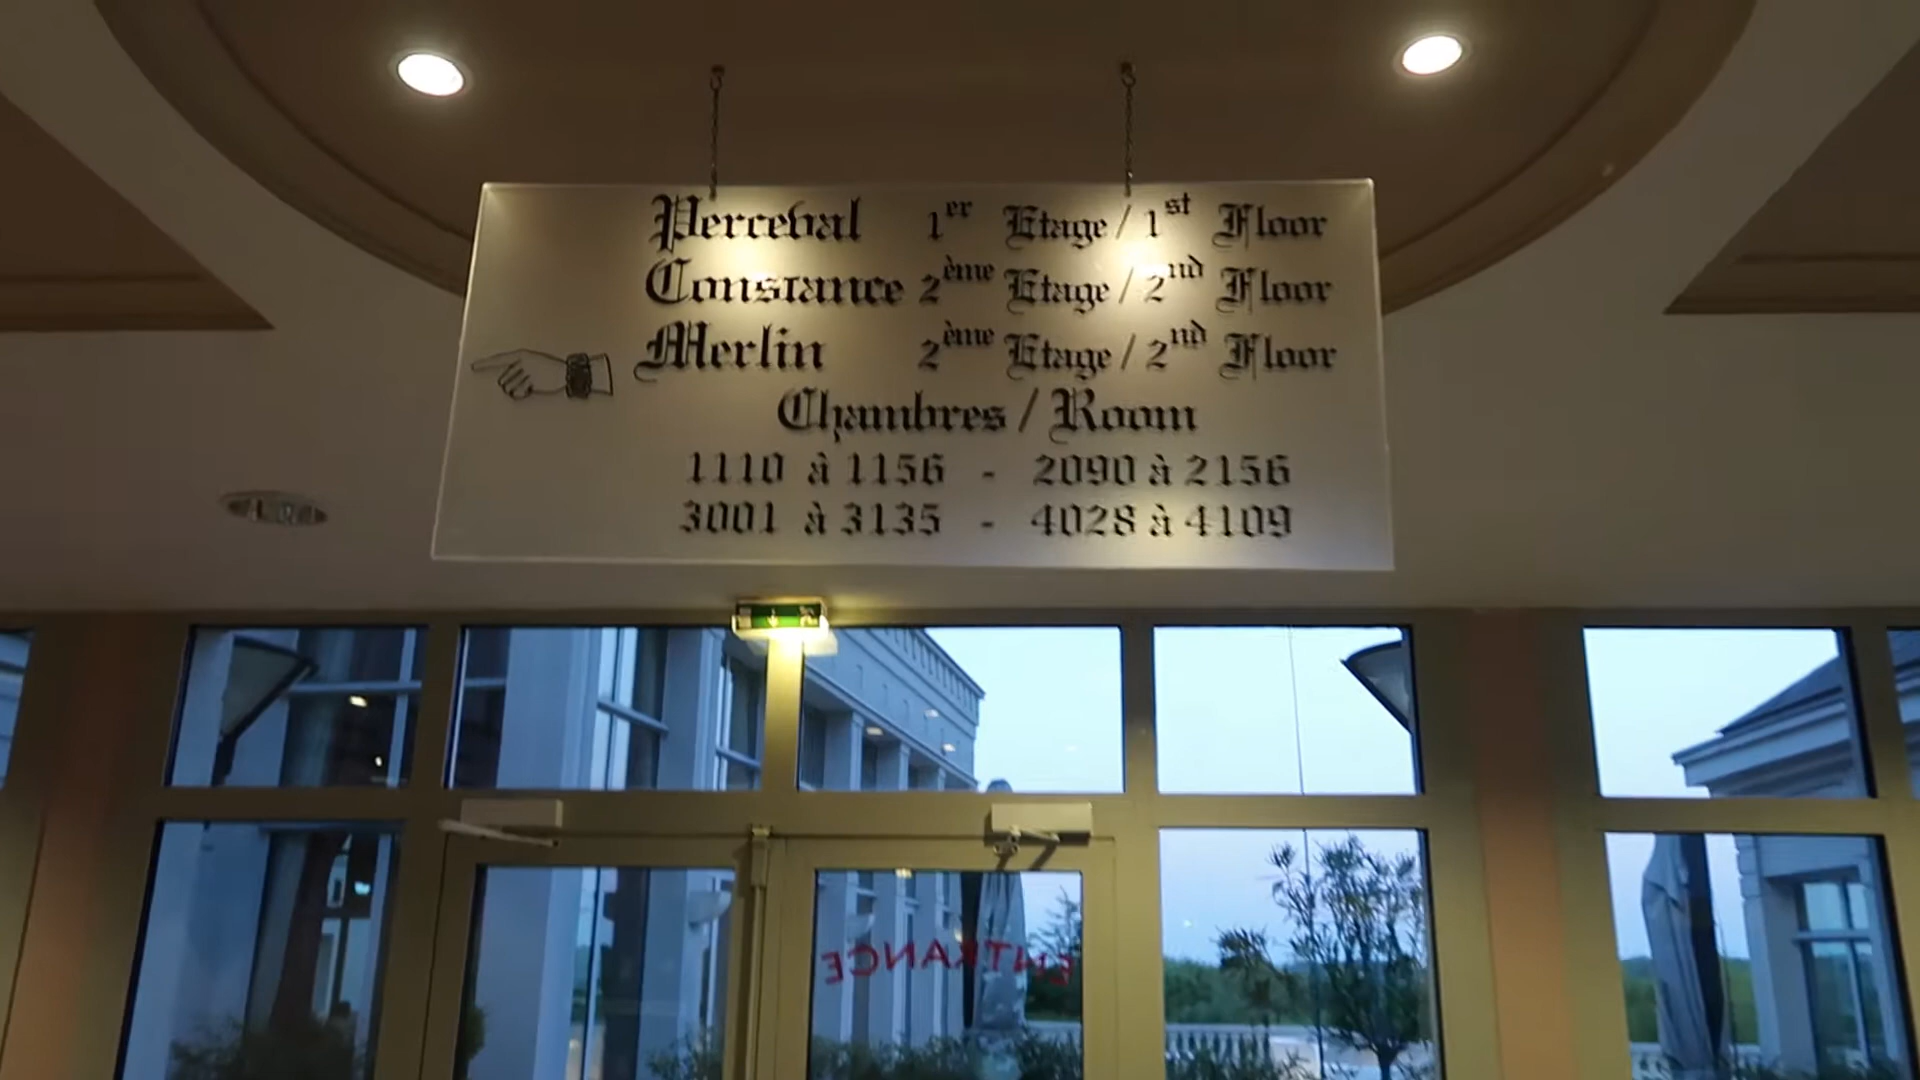 Perceval 1er Etage / 1st Floor
Constance 2ème Etage / 2nd Floor
Merlin 2ème Etage / 2nd Floor
Chambres / Room
1110 à 1156 - 2090 à 2156
3001 à 3135 - 4028 à 4109
ENTRANCE